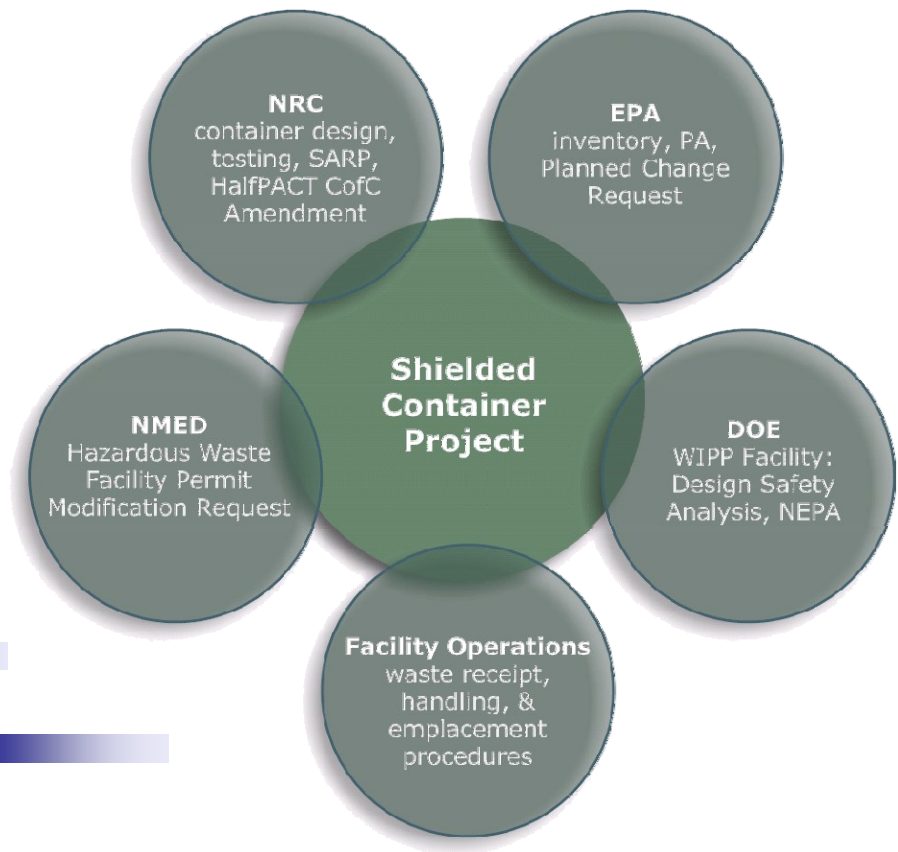 NRC
container design,
testing, SARP,
HalfPACT CofC
Amendment
EPA
inventory, PA,
Planned Change
Request
Shielded
Container
Project
NMED
Hazardous Waste
Facility Permit
Modification Request
DOE
WIPP Facility:
Design Safety
Analysis, NEPA
Facility Operations
waste receipt,
handling, &
emplacement
procedures